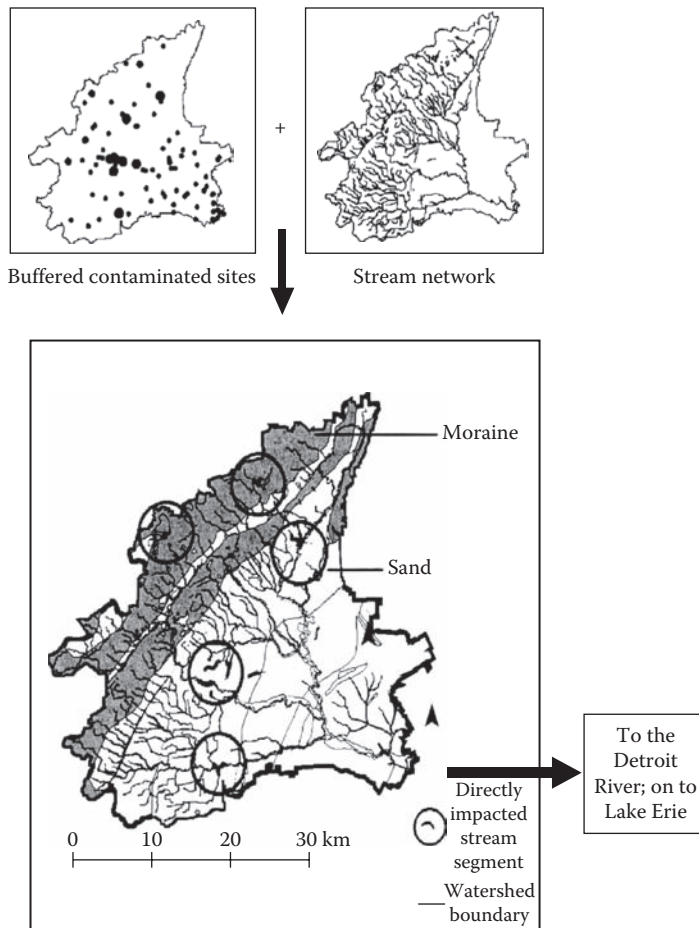 +
Buffered contaminated sites
Stream network
Moraine
Sand
To the
Detroit
River; on to
Lake Erie
Directly
impacted
stream
segment
0 10 20 30 km
Watershed
boundary